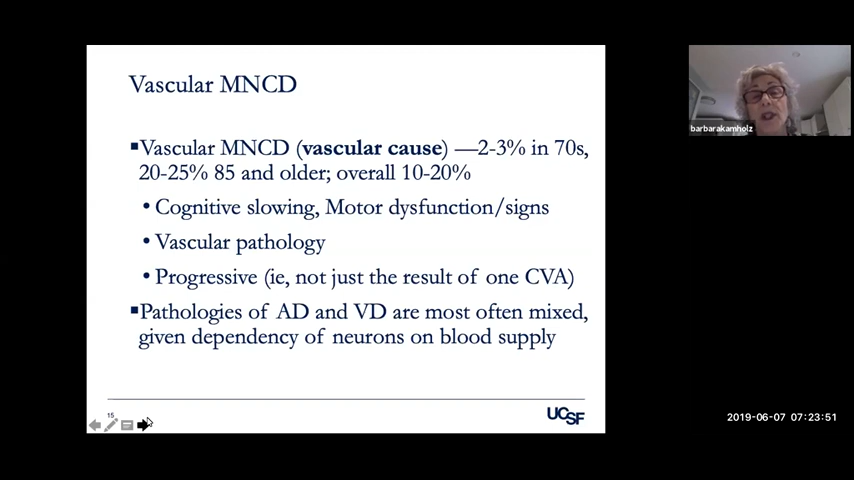 Vascular MNCD
▪Vascular MNCD (vascular cause) —2-3% in 70s,
20-25% 85 and older; overall 10-20%
• Cognitive slowing, Motor dysfunction/signs
• Vascular pathology
• Progressive (ie, not just the result of one CVA)
▪Pathologies of AD and VD are most often mixed,
given dependency of neurons on blood supply
15
UCSF
barbarakamholz
2019-06-07 07:23:51